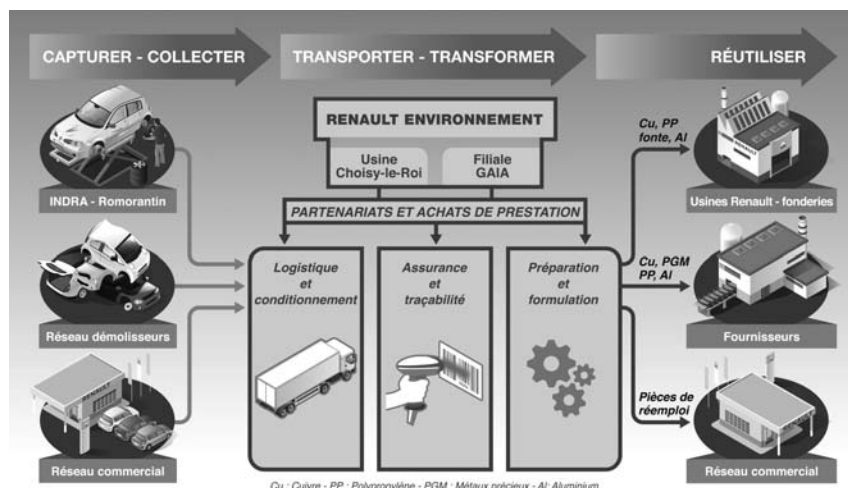 CAPTURER - COLLECTER
TRANSPORTER - TRANSFORMER
RÉUTILISER
INDRA - Romorantin
Réseau démolisseurs
RENAULT
Réseau commercial
RENAULT ENVIRONNEMENT
Usine
Choisy-le-Roi
Filiale
GAIA
PARTENARIATS ET ACHATS DE PRESTATION
Logistique
et
conditionnement
Assurance
et
traçabilité
Préparation
et
formulation
Cu, PP
fonte, Al
RENAULT
Usines Renault - fonderies
Cu, PGM
PP, Al
Fournisseurs
Pièces de
réemploi
Réseau commercial
Cu : Cuivre - PP : Polypropylène - PGM : Métaux précieux - Al: Aluminium